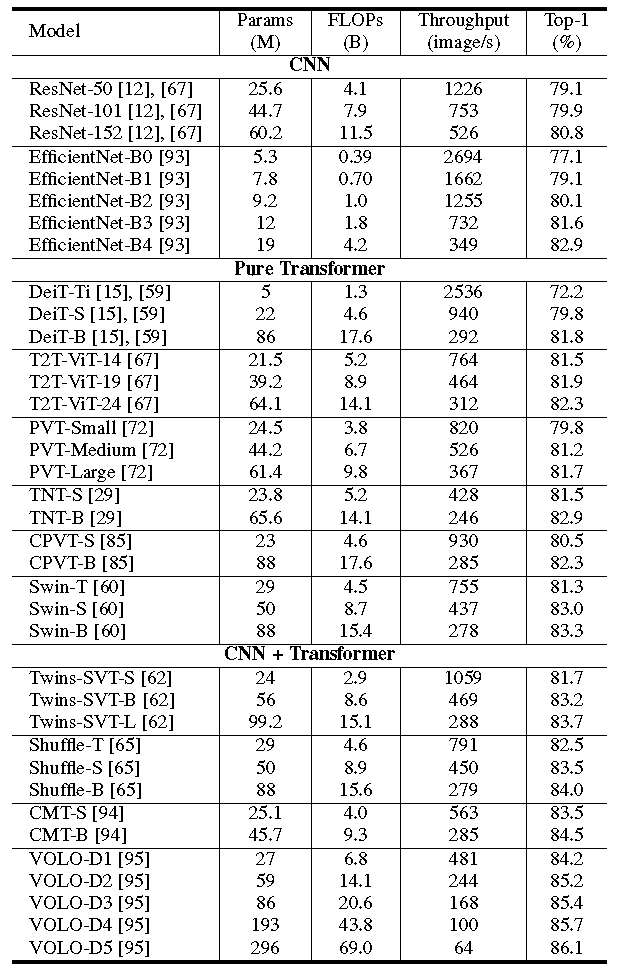 Model Params FLOPs Throughput Top-1
(M) (B) (image/s) (%)
CNN
ResNet-50 [12], [67] 25.6 4.1 1226 79.1
ResNet-101 [12], [67] 44.7 7.9 753 79.9
ResNet-152 [12], [67] 60.2 11.5 526 80.8
EfficientNet-B0 [93] 5.3 0.39 2694 77.1
EfficientNet-B1 [93] 7.8 0.70 1662 79.1
EfficientNet-B2 [93] 9.2 1.0 1255 80.1
EfficientNet-B3 [93] 12 1.8 732 81.6
EfficientNet-B4 [93] 19 4.2 349 82.9
Pure Transformer
DeiT-Ti [15], [59] 5 1.3 2536 72.2
DeiT-S [15], [59] 22 4.6 940 79.8
DeiT-B [15], [59] 86 17.6 292 81.8
T2T-ViT-14 [67] 21.5 5.2 764 81.5
T2T-ViT-19 [67] 39.2 8.9 464 81.9
T2T-ViT-24 [67] 64.1 14.1 312 82.3
PVT-Small [72] 24.5 3.8 820 79.8
PVT-Medium [72] 44.2 6.7 526 81.2
PVT-Large [72] 61.4 9.8 367 81.7
TNT-S [29] 23.8 5.2 428 81.5
TNT-B [29] 65.6 14.1 246 82.9
CPVT-S [85] 23 4.6 930 80.5
CPVT-B [85] 88 17.6 285 82.3
Swin-T [60] 29 4.5 755 81.3
Swin-S [60] 50 8.7 437 83.0
Swin-B [60] 88 15.4 278 83.3
CNN + Transformer
Twins-SVT-S [62] 24 2.9 1059 81.7
Twins-SVT-B [62] 56 8.6 469 83.2
Twins-SVT-L [62] 99.2 15.1 288 83.7
Shuffle-T [65] 29 4.6 791 82.5
Shuffle-S [65] 50 8.9 450 83.5
Shuffle-B [65] 88 15.6 279 84.0
CMT-S [94] 25.1 4.0 563 83.5
CMT-B [94] 45.7 9.3 285 84.5
VOLO-D1 [95] 27 6.8 481 84.2
VOLO-D2 [95] 59 14.1 244 85.2
VOLO-D3 [95] 86 20.6 168 85.4
VOLO-D4 [95] 193 43.8 100 85.7
VOLO-D5 [95] 296 69.0 64 86.1